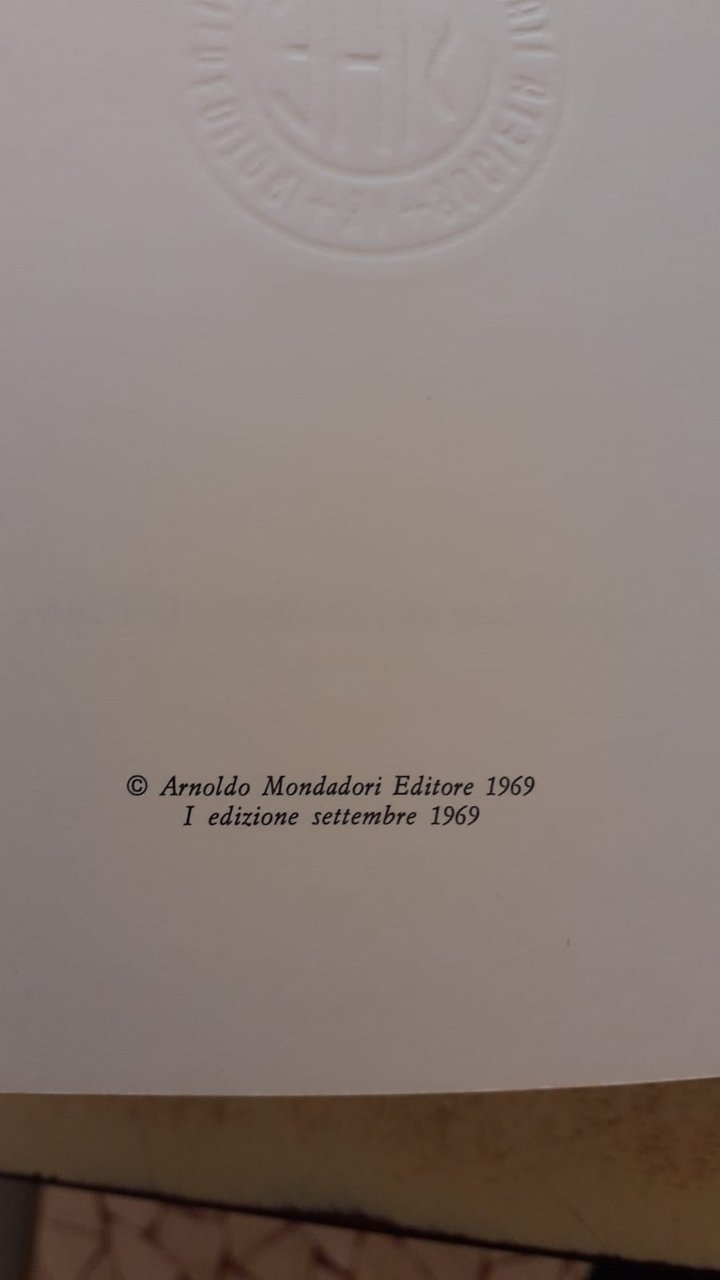 © Arnoldo Mondadori Editore 1969
I edizione settembre 1969